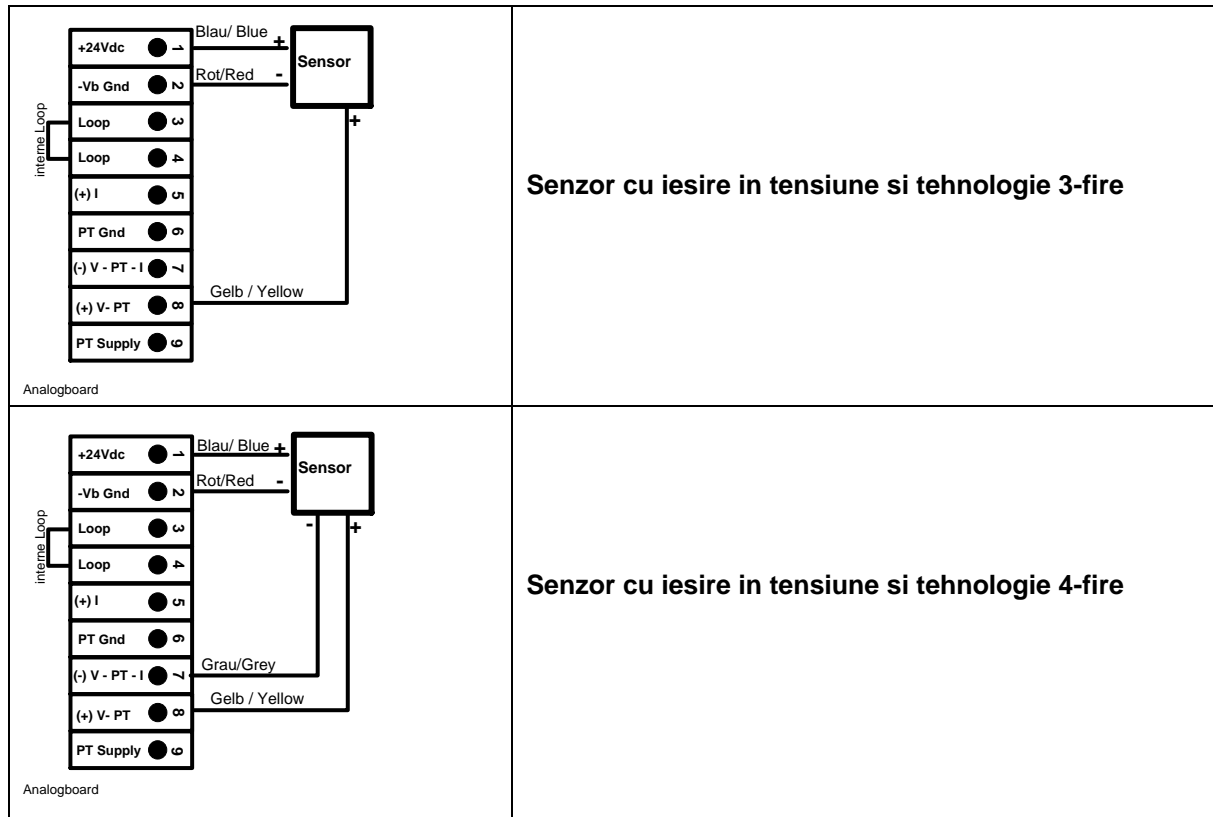 +24Vdc 1 Blau/ Blue +
Sensor
-Vb Gnd 2 Rot/Red -
interne Loop
Loop 3 +
Loop 4
(+) I 5
PT Gnd 6
(-) V - PT - I 7
(+) V- PT 8 Gelb / Yellow
PT Supply 9
Analogboard
Senzor cu iesire in tensiune si tehnologie 3-fire
+24Vdc 1 Blau/ Blue +
Sensor
-Vb Gnd 2 Rot/Red -
interne Loop
Loop 3 - +
Loop 4
(+) I 5
PT Gnd 6
(-) V - PT - I 7 Grau/Grey
(+) V- PT 8 Gelb / Yellow
PT Supply 9
Analogboard
Senzor cu iesire in tensiune si tehnologie 4-fire